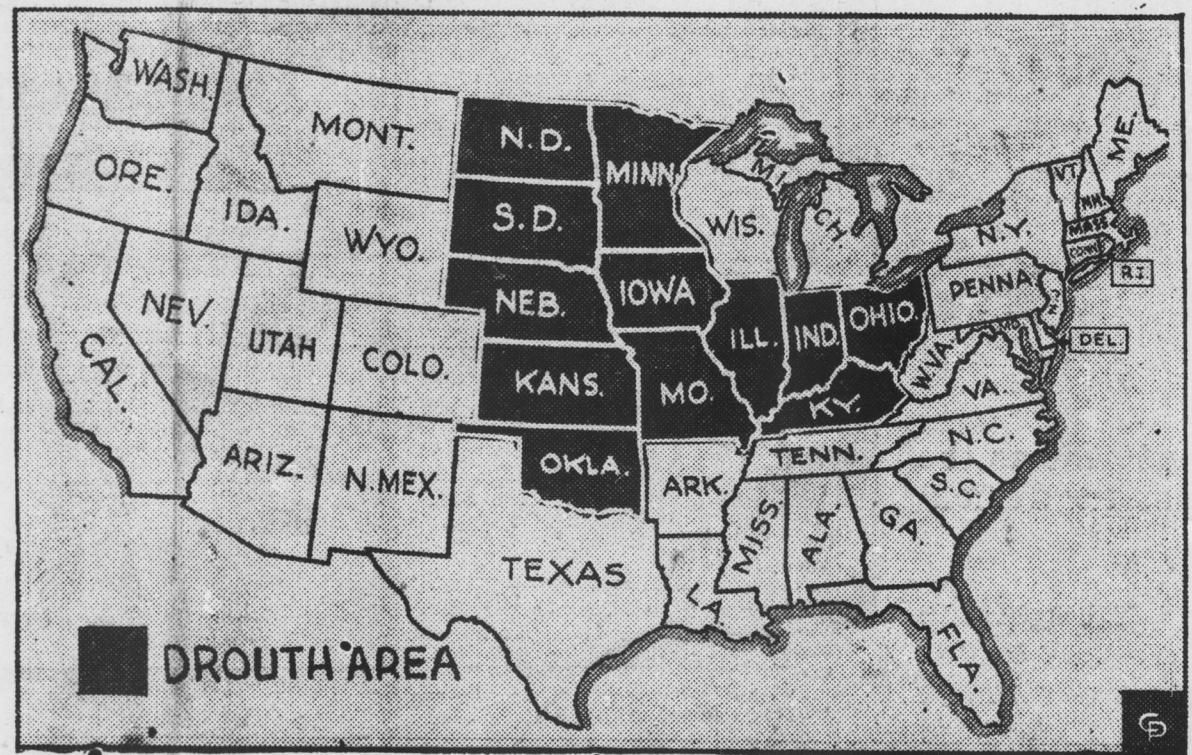 WASH.
MONT.
N.D.
MINN.
ORE.
IDA.
WYO.
S.D.
WIS.
MICH.
N.Y.
VT.
N.H.
ME.
MASS.
CONN.
R I
NEV.
UTAH
COLO.
NEB.
IOWA
ILL.
IND.
OHIO.
PENNA.
N.J.
DEL.
MD.
W.VA.
VA.
CAL.
ARIZ.
N.MEX.
KANS.
MO.
KY.
OKLA.
ARK.
TENN.
N.C.
S.C.
TEXAS
LA.
MISS.
ALA.
GA.
FLA.
DROUTH AREA
CP